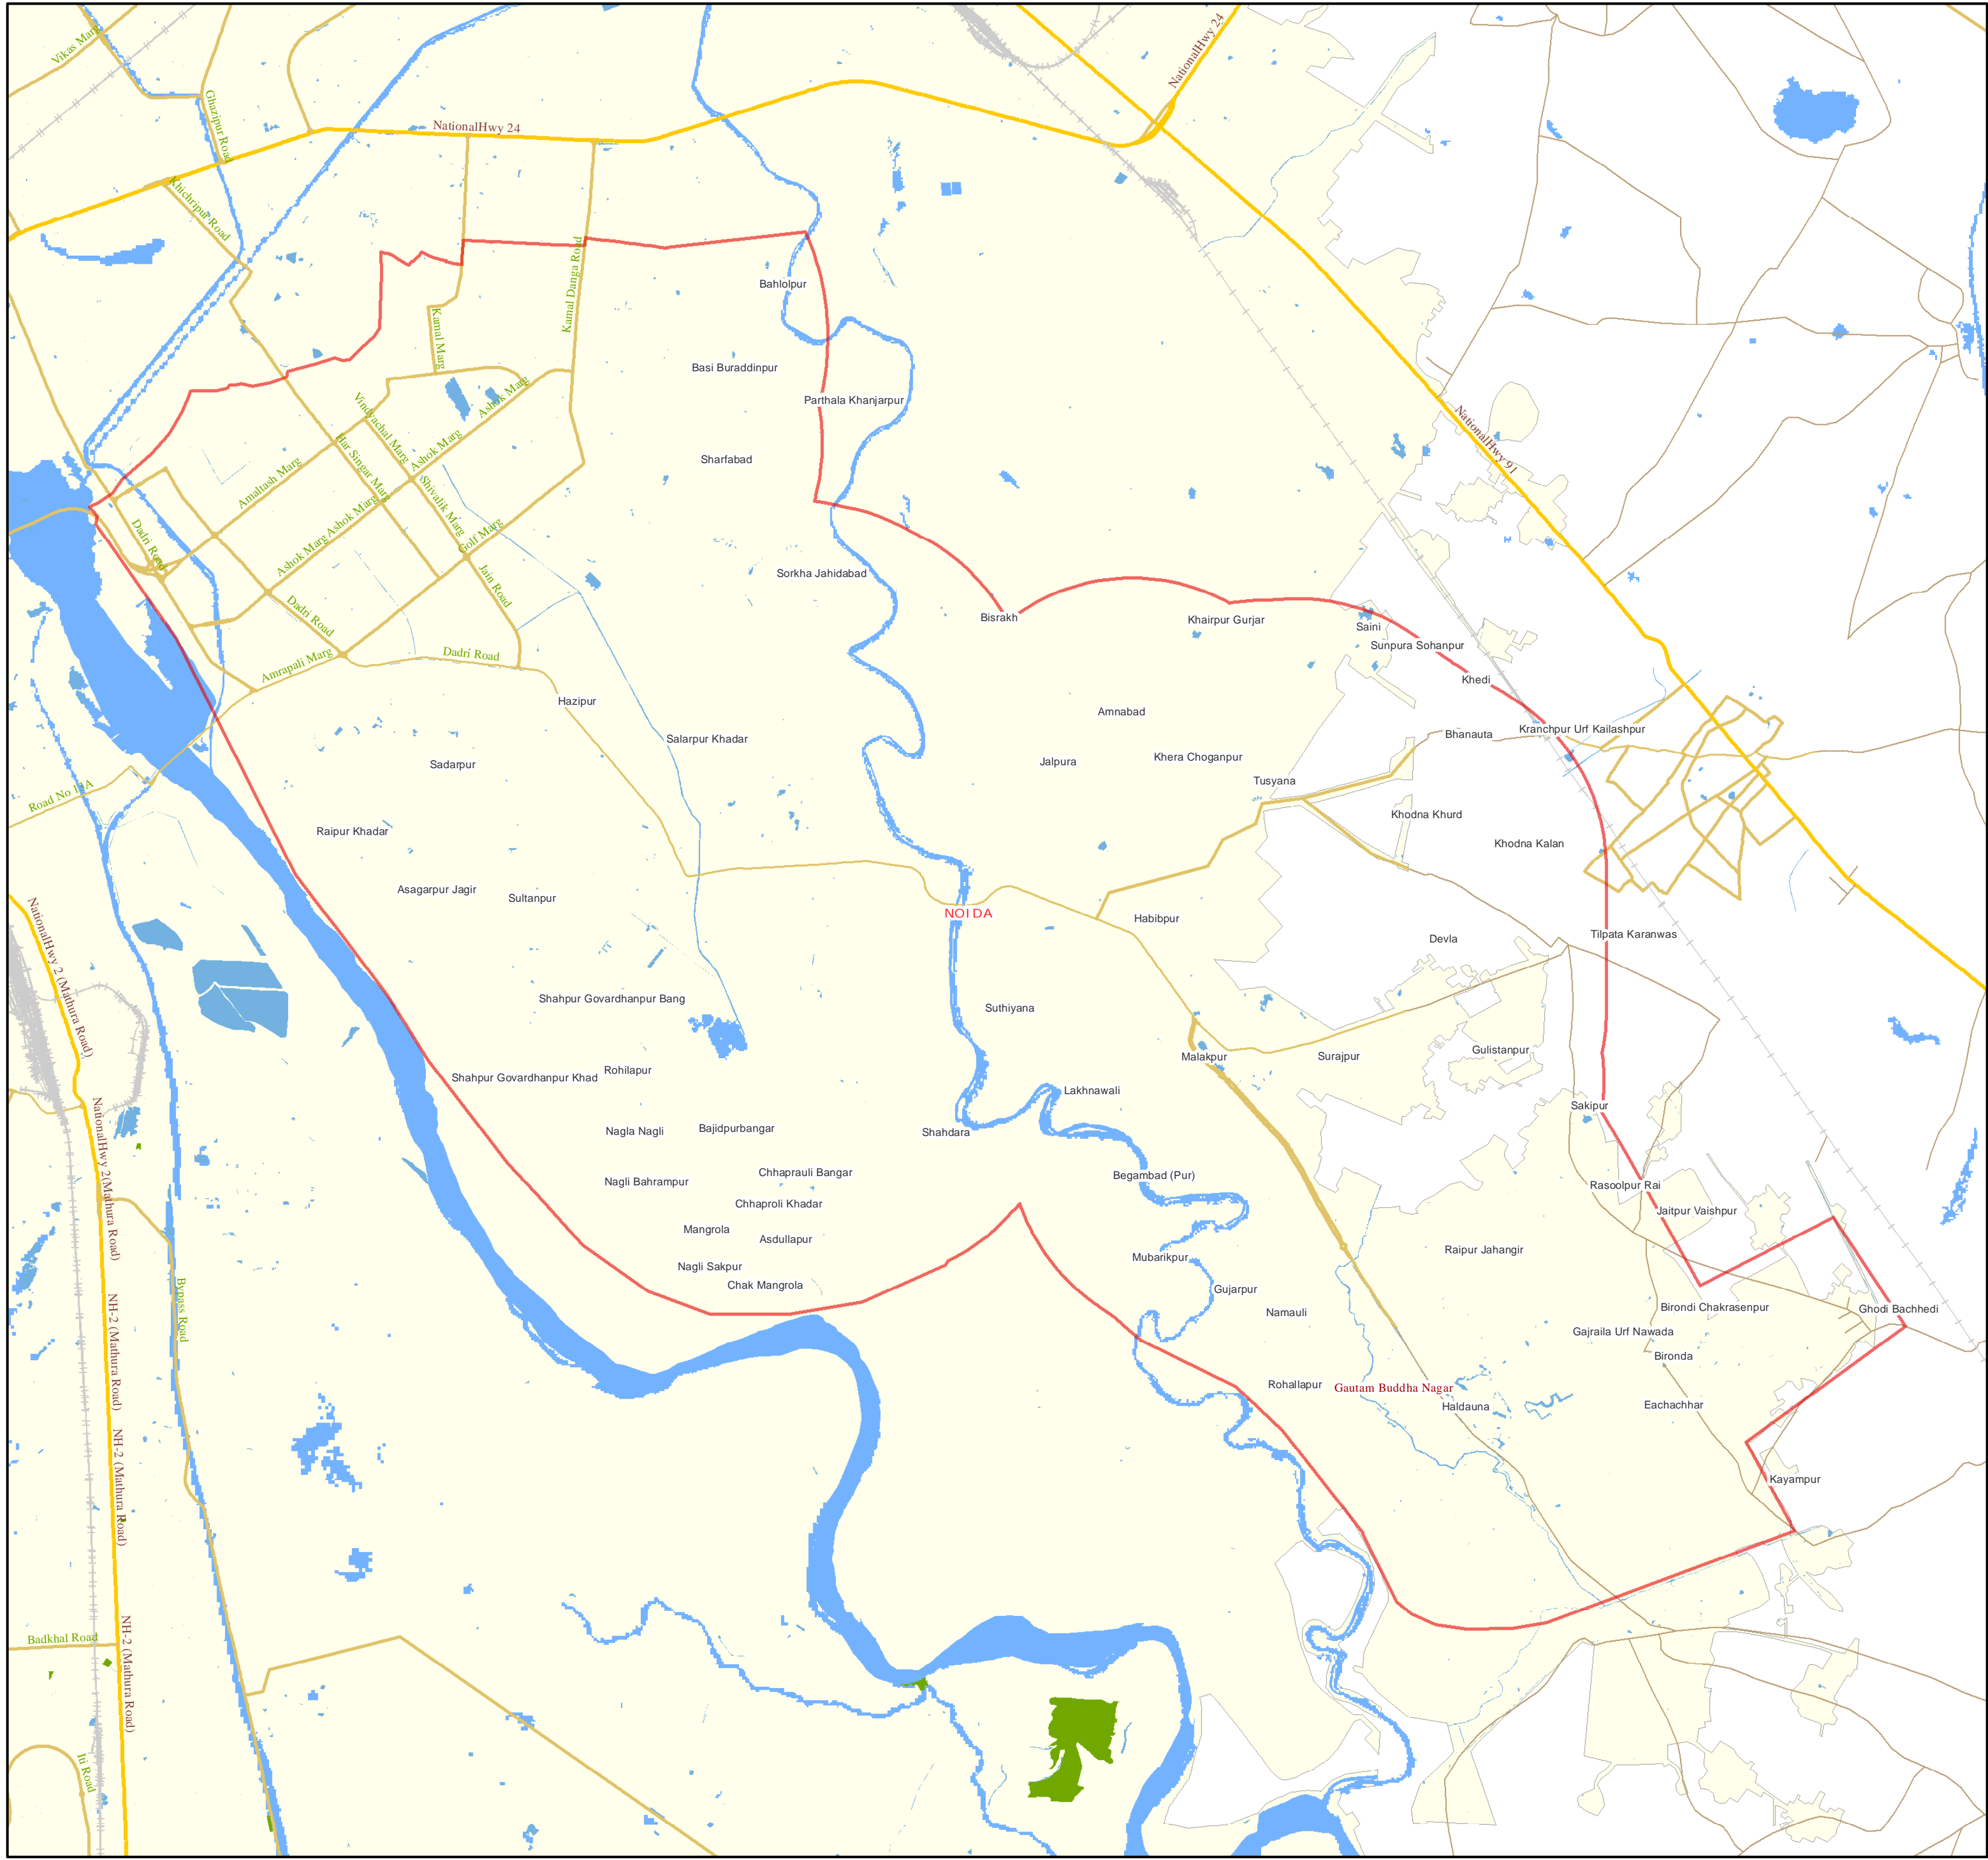 Vikas Marg
NationalHwy 24
Ghazipur Road
NationalHwy 24
Khichripur Road
Kamal Danga Road
Bahlolpur
Kamal Marg
Basi Buraddinpur
Parthala Khanjarpur
Ashok Marg
Vindyachal Marg
Ashok Marg
Har Singar Marg
NationalHwy 91
Sharfabad
Amaltash Marg
Shivalik Marg
Ashok Marg
Ashok Marg
Golf Marg
Dadri Road
Jain Road
Sorkha Jahidabad
Dadri Road
Bisrakh
Khairpur Gurjar
Saini
Sunpura Sohanpur
Dadri Road
Amrapali Marg
Khedi
Hazipur
Amnabad
Kranchpur Urf Kailashpur
Bhanauta
Salarpur Khadar
Khera Choganpur
Jalpura
Sadarpur
Tusyana
Road No 13A
Khodna Khurd
Raipur Khadar
Khodna Kalan
Asagarpur Jagir
Sultanpur
NOIDA
Habibpur
Tilpata Karanwas
Devla
NationalHwy 2 (Mathura Road)
Shahpur Govardhanpur Bang
Suthiyana
Gulistanpur
Malakpur
Surajpur
Rohilapur
Shahpur Govardhanpur Khad
Lakhnawali
Sakipur
Nagla Nagli
Bajidpurbangar
Shahdara
NationalHwy 2(Mathura Road)
Chhaprauli Bangar
Begambad (Pur)
Nagli Bahrampur
Rasoolpur Rai
Chhaproli Khadar
Jaitpur Vaishpur
Mangrola
Asdullapur
Raipur Jahangir
Mubarikpur
Nagli Sakpur
Chak Mangrola
Gujarpur
Birondi Chakrasenpur
Ghodi Bachhedi
Namauli
Bypass Road
Gajraila Urf Nawada
NH-2 (Mathura Road)
Bironda
Rohallapur
Gautam Buddha Nagar
Haldauna
Eachachhar
Kayampur
NH-2 (Mathura Road)
Badkhal Road
NH-2 (Mathura Road)
Iti Road